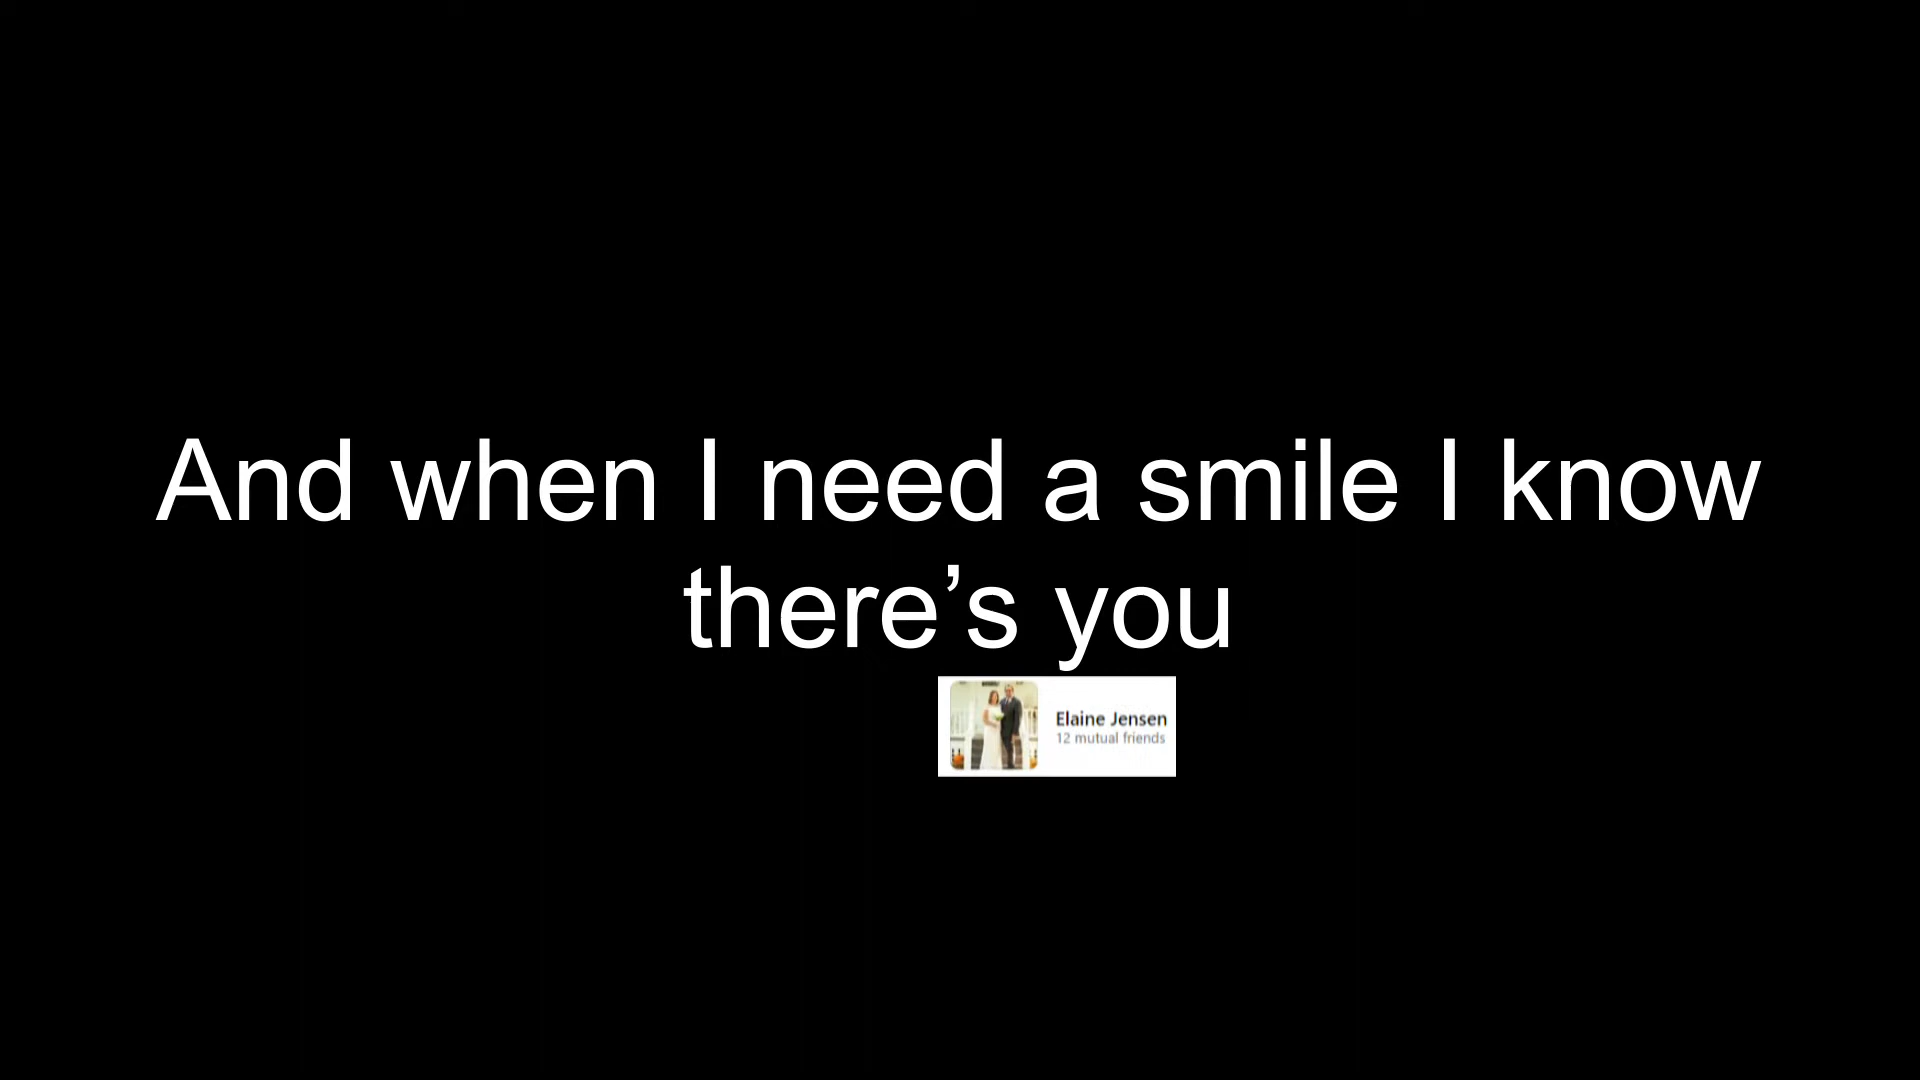 And when I need a smile I know
there’s you
Elaine Jensen
12 mutual friends